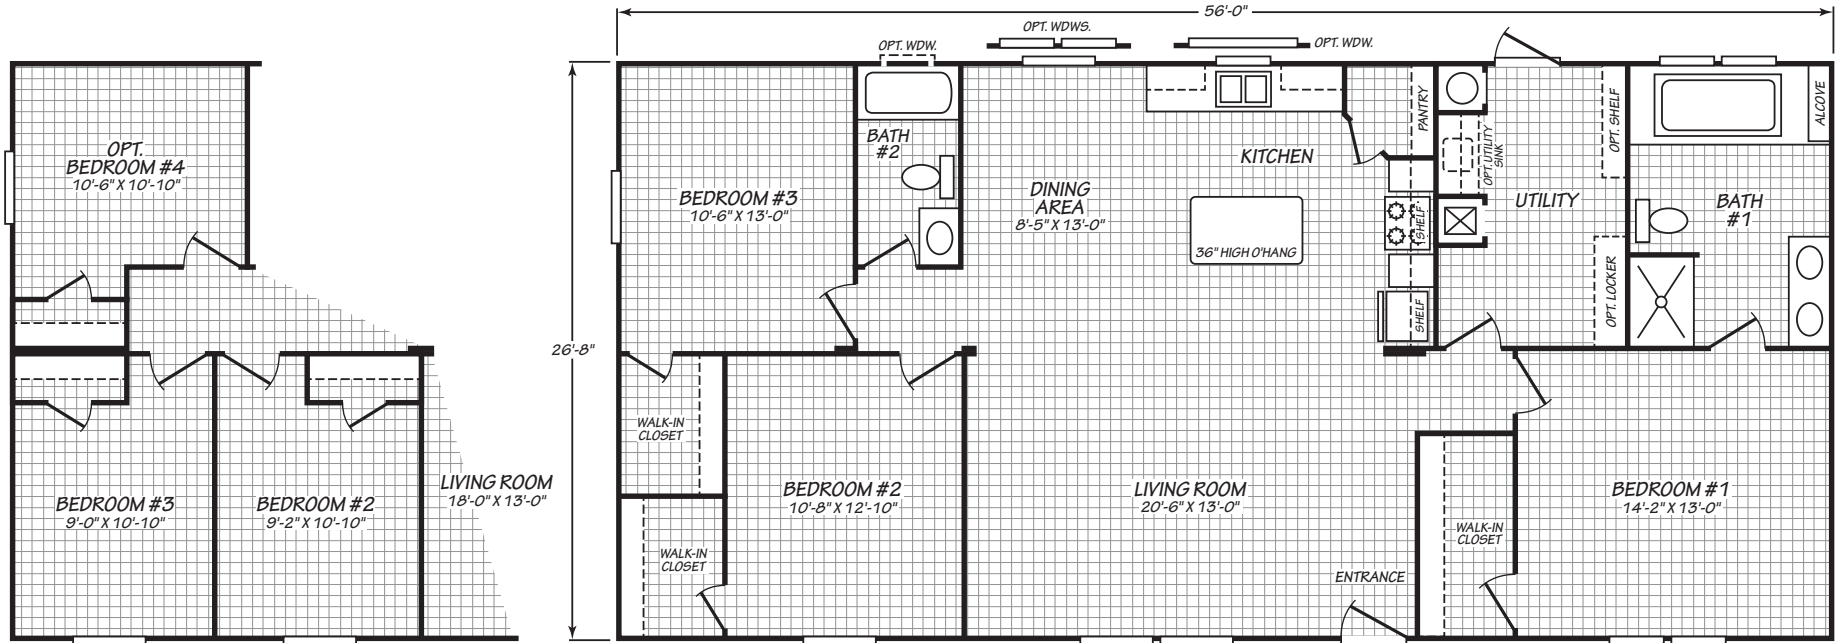 OPT.
BEDROOM #4
10'-6" X 10'-10"
BEDROOM #3
9'-0" X 10'-10"
BEDROOM #2
9'-2" X 10'-10"
LIVING ROOM
18'-0" X 13'-0"
56'-0"
26'-8"
OPT. WDW.
OPT. WDWS.
OPT. WDW.
BEDROOM #3
10'-6" X 13'-0"
BATH
#2
DINING
AREA
8'-5" X 13'-0"
KITCHEN
36" HIGH O'HANG
PANTRY
SHELF
SHELF
OPT. UTILITY
SINK
UTILITY
OPT. SHELF
OPT. LOCKER
ALCOVE
BATH
#1
WALK-IN
CLOSET
WALK-IN
CLOSET
BEDROOM #2
10'-8" X 12'-10"
LIVING ROOM
20'-6" X 13'-0"
ENTRANCE
WALK-IN
CLOSET
BEDROOM #1
14'-2" X 13'-0"